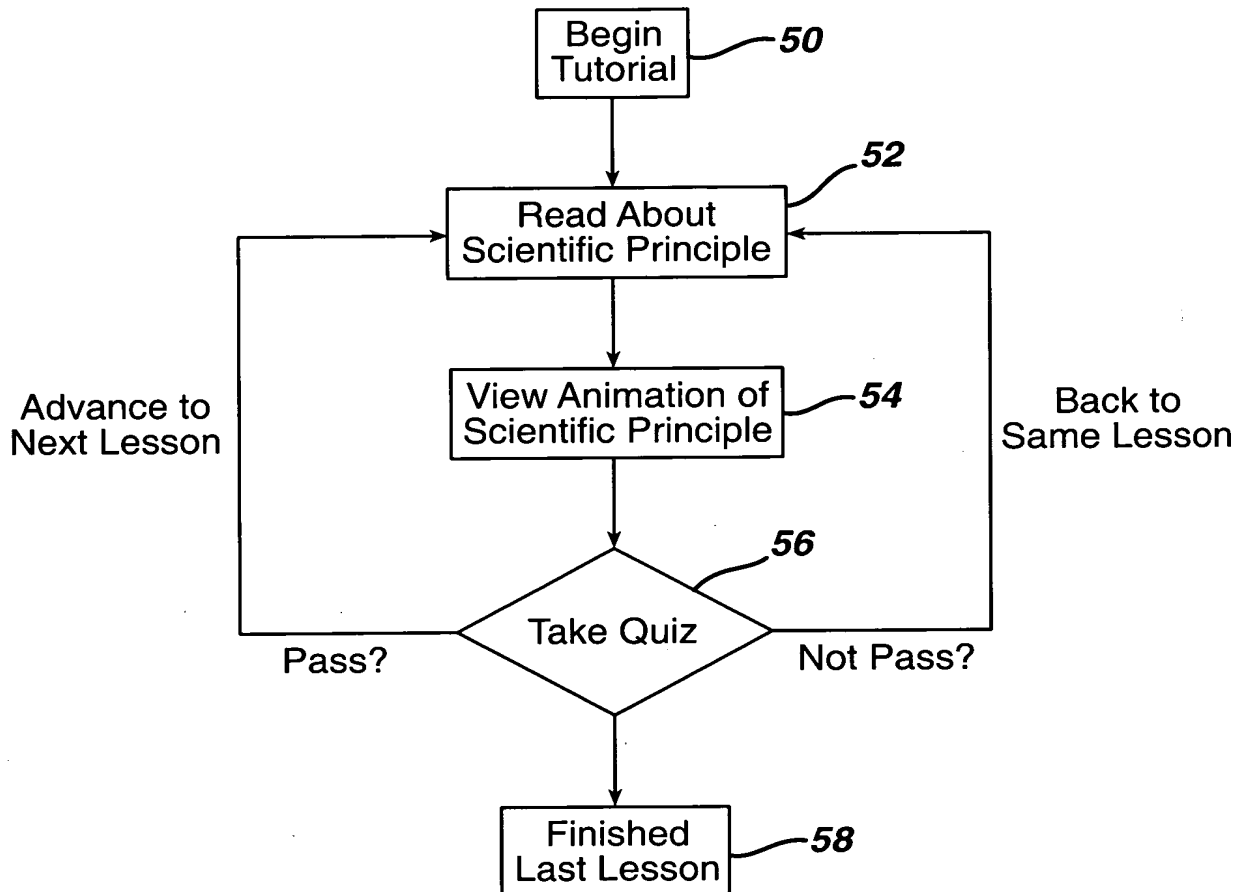 Begin
Tutorial
50
52
Read About
Scientific Principle
View Animation of
Scientific Principle
54
Advance to
Next Lesson
Back to
Same Lesson
56
Take Quiz
Pass?
Not Pass?
Finished
Last Lesson
58